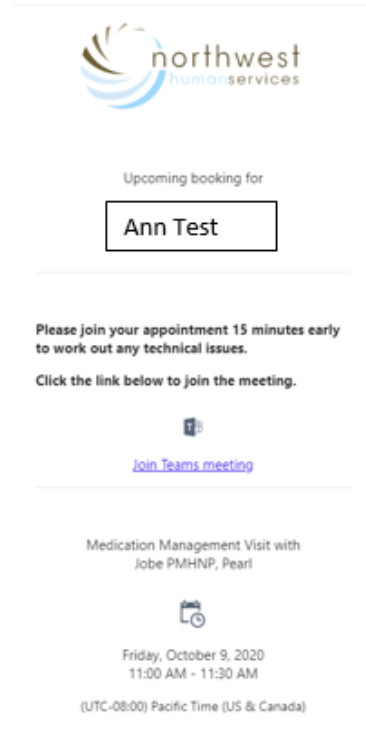 northwest
humanservices
Upcoming booking for
Ann Test
Please join your appointment 15 minutes early
to work out any technical issues.
Click the link below to join the meeting.
Join Teams meeting
Medication Management Visit with
Jobe PMHNP, Pearl
Friday, October 9, 2020
11:00 AM - 11:30 AM
(UTC-08:00) Pacific Time (US & Canada)